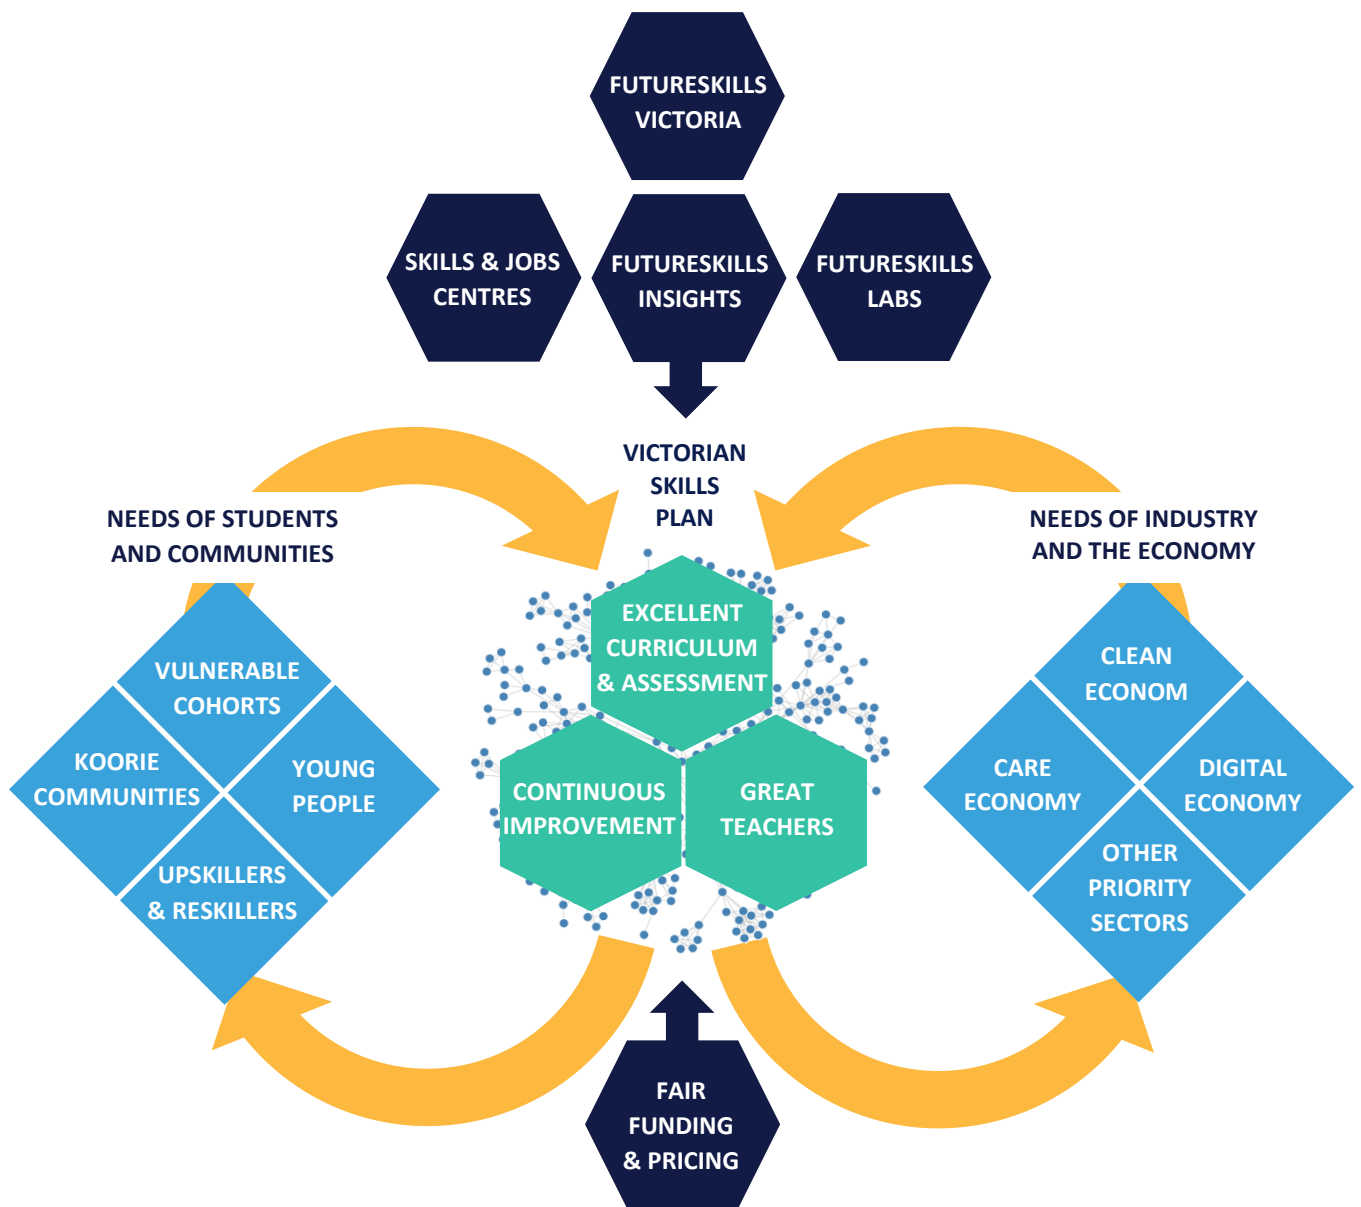 FUTURESKILLS
VICTORIA
SKILLS & JOBS
CENTRES
FUTURESKILLS
INSIGHTS
FUTURESKILLS
LABS
VICTORIAN
SKILLS
PLAN
NEEDS OF STUDENTS
AND COMMUNITIES
NEEDS OF INDUSTRY
AND THE ECONOMY
VULNERABLE
COHORTS
KOORIE
COMMUNITIES
YOUNG
PEOPLE
UPSKILLERS
& RESKILLERS
EXCELLENT
CURRICULUM
& ASSESSMENT
CONTINUOUS
IMPROVEMENT
GREAT
TEACHERS
CLEAN
ECONOM
CARE
ECONOMY
DIGITAL
ECONOMY
OTHER
PRIORITY
SECTORS
FAIR
FUNDING
& PRICING